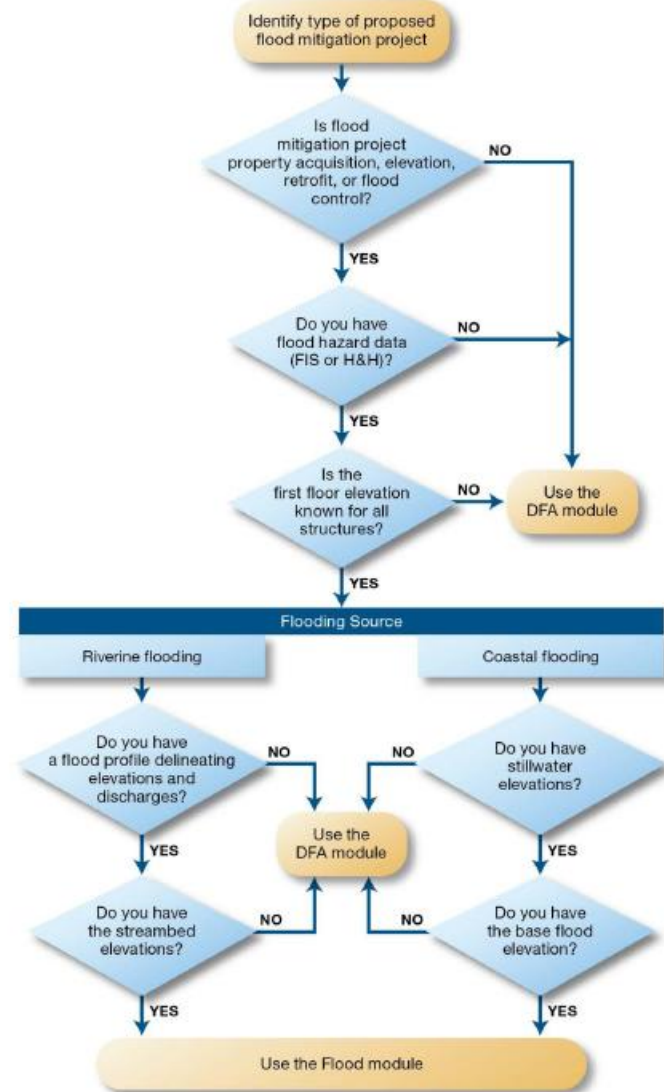 Identify type of proposed
flood mitigation project
Is flood
mitigation project
property acquisition, elevation,
retrofit, or flood
control?
NO
YES
Do you have
flood hazard data
(FIS or H&H)?
NO
YES
Is the
first floor elevation
known for all
structures?
NO
Use the
DFA module
YES
Flooding Source
Riverine flooding
Coastal flooding
Do you have
a flood profile delineating
elevations and
discharges?
NO
NO
Do you have
stillwater
elevations?
Use the
DFA module
YES
YES
Do you have
the streambed
elevations?
NO
NO
Do you have
the base flood
elevation?
YES
YES
Use the Flood module